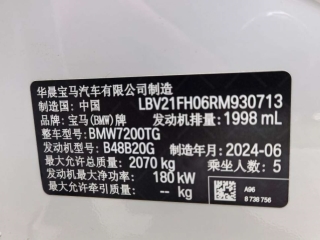 华晨宝马汽车有限公司制造
制造国：中国 LBV21FH06RM930713
品牌：宝马(BMW)牌 发动机排量：1998 mL
整车型号：BMW7200TG
发动机型号：B48B20G 制造年月：2024-06
最大允许总质量：2070 kg 乘坐人数：5
发动机最大净功率：180 kW
最大允许牵引质量：- kg
A96
8 736 756